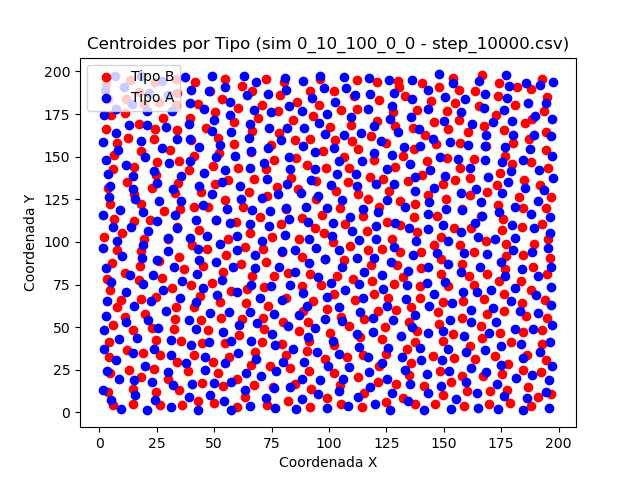 Centroides por Tipo (sim 0_10_100_0_0 - step_10000.csv)
Tipo B
Tipo A
Coordenada Y
200
175
150
125
100
75
50
25
0
0 25 50 75 100 125 150 175 200
Coordenada X